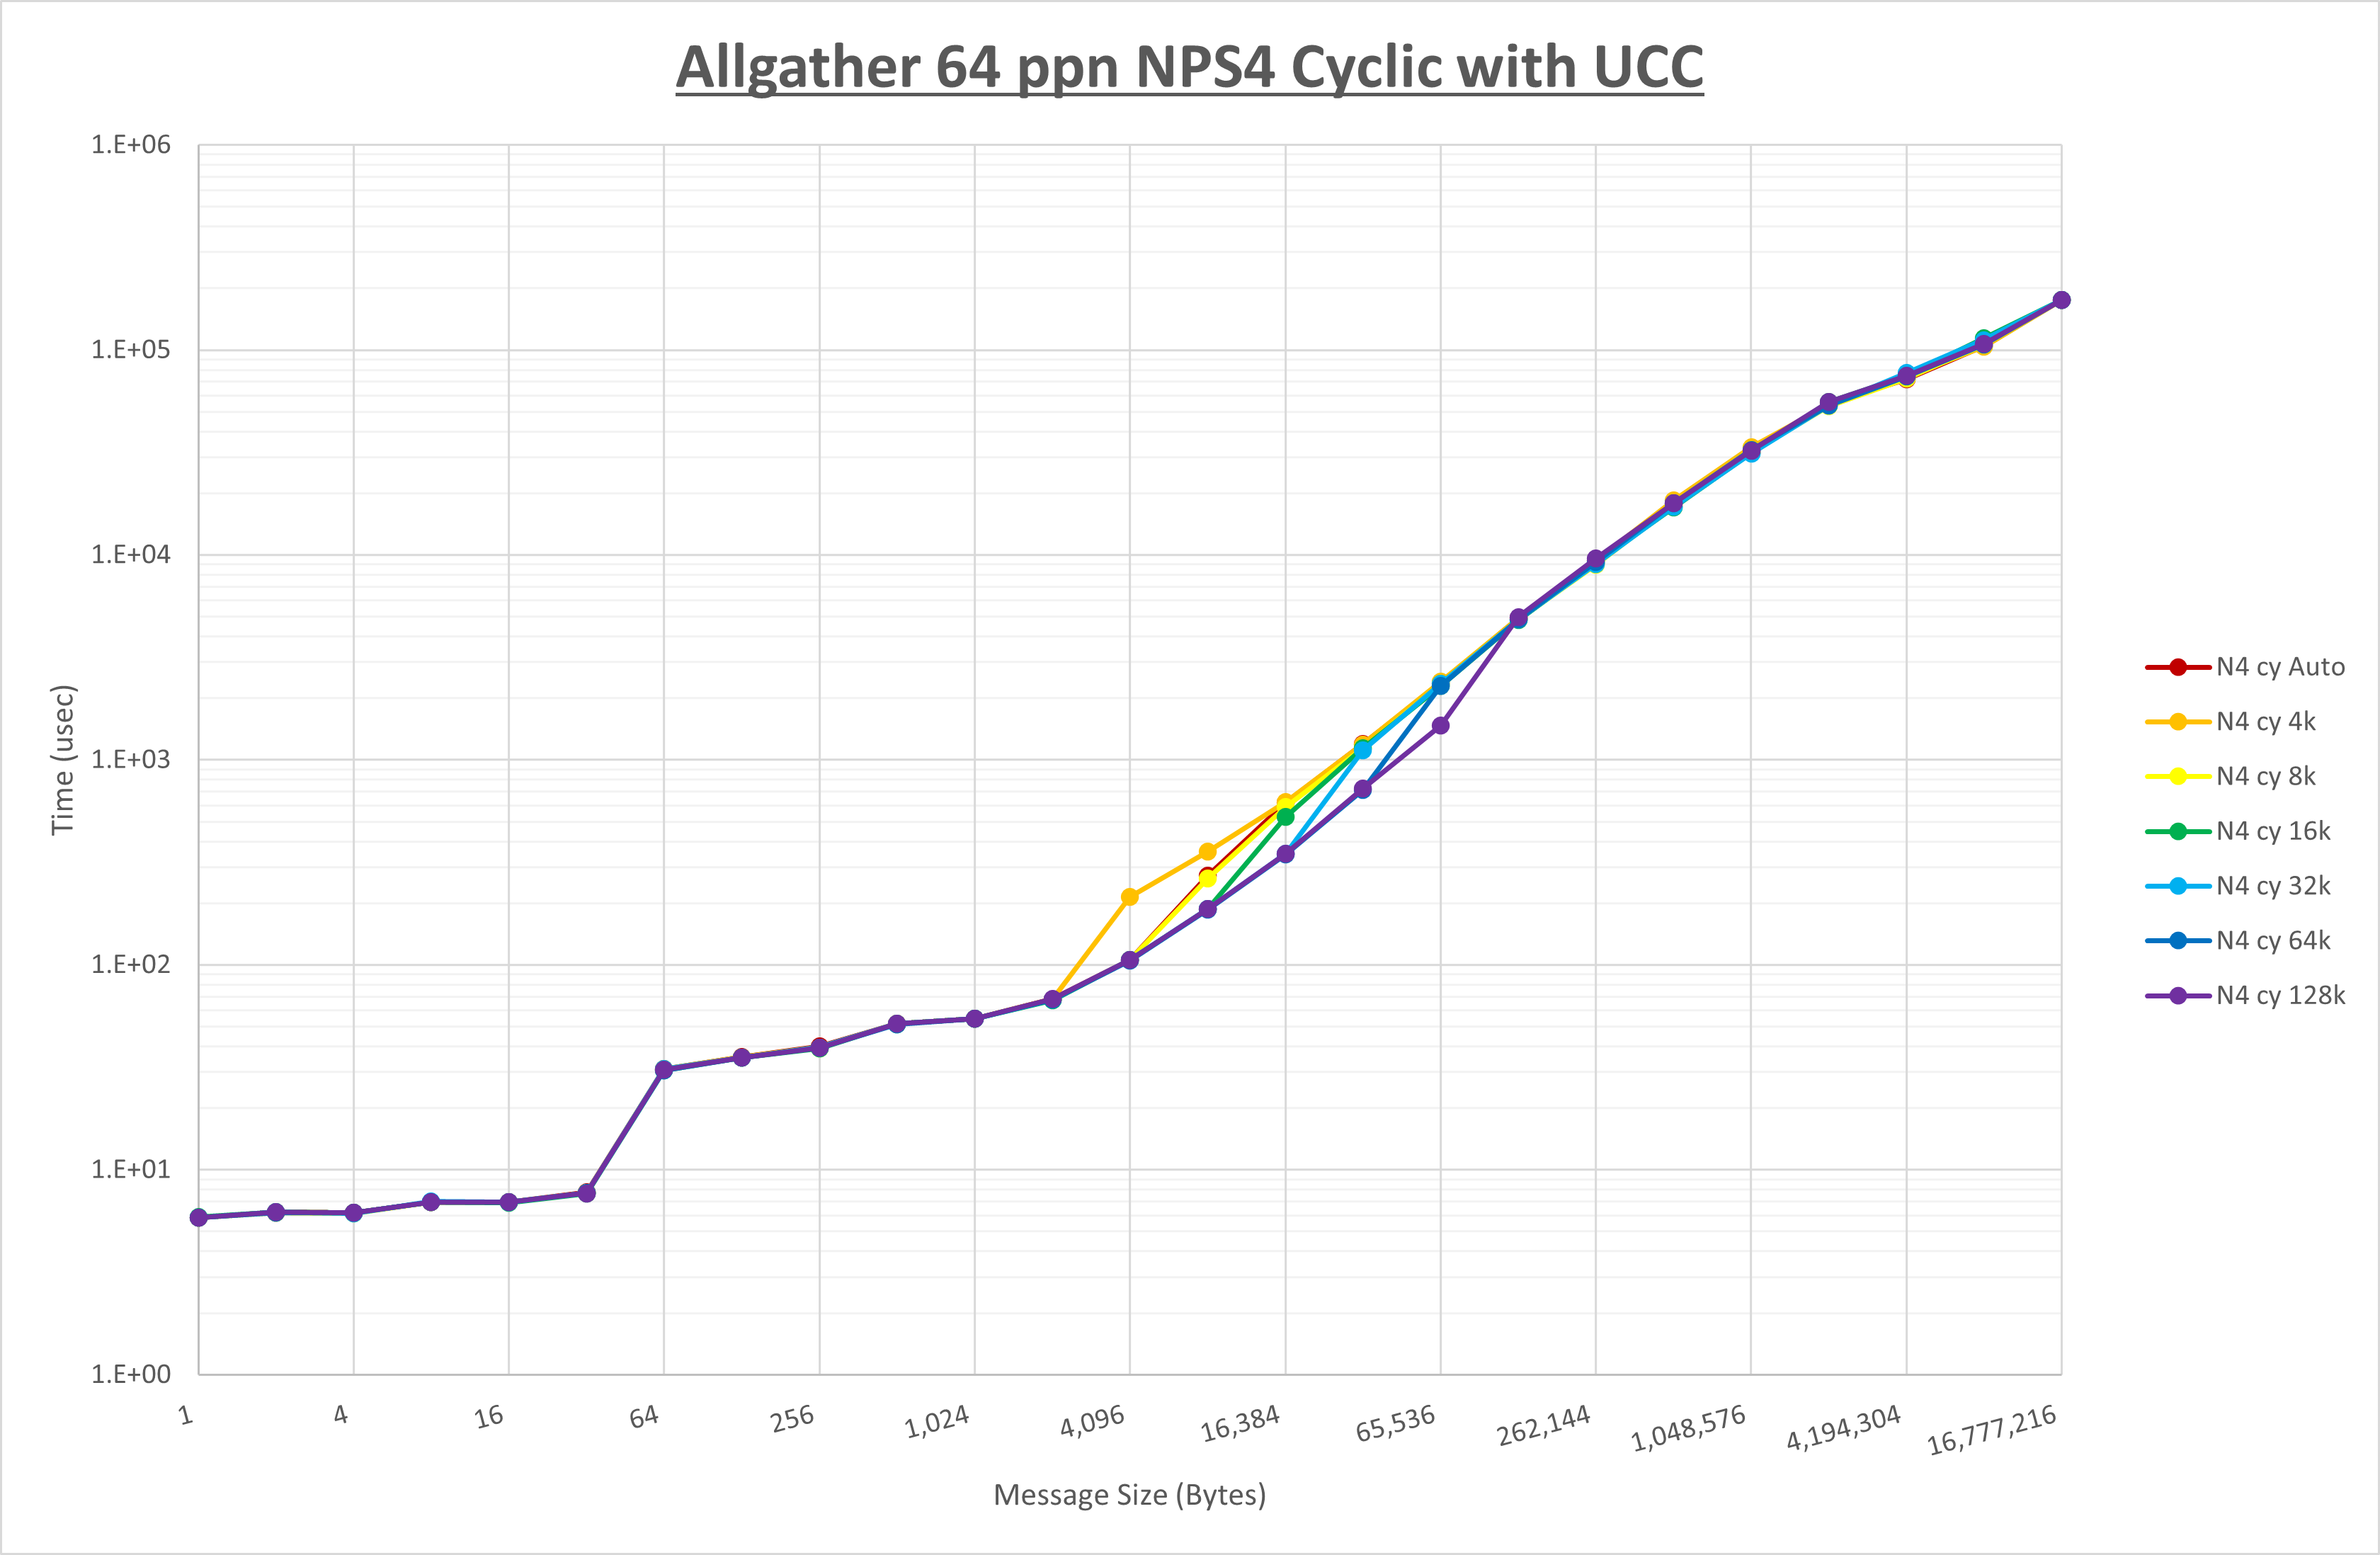 Allgather 64 ppn NPS4 Cyclic with UCC
1.E+06
1.E+05
1.E+04
1.E+03
1.E+02
1.E+01
1.E+00
Time (usec)
1 4 16 64 256 1,024 4,096 16,384 65,536 262,144 1,048,576 4,194,304 16,777,216
Message Size (Bytes)
N4 cy Auto
N4 cy 4k
N4 cy 8k
N4 cy 16k
N4 cy 32k
N4 cy 64k
N4 cy 128k